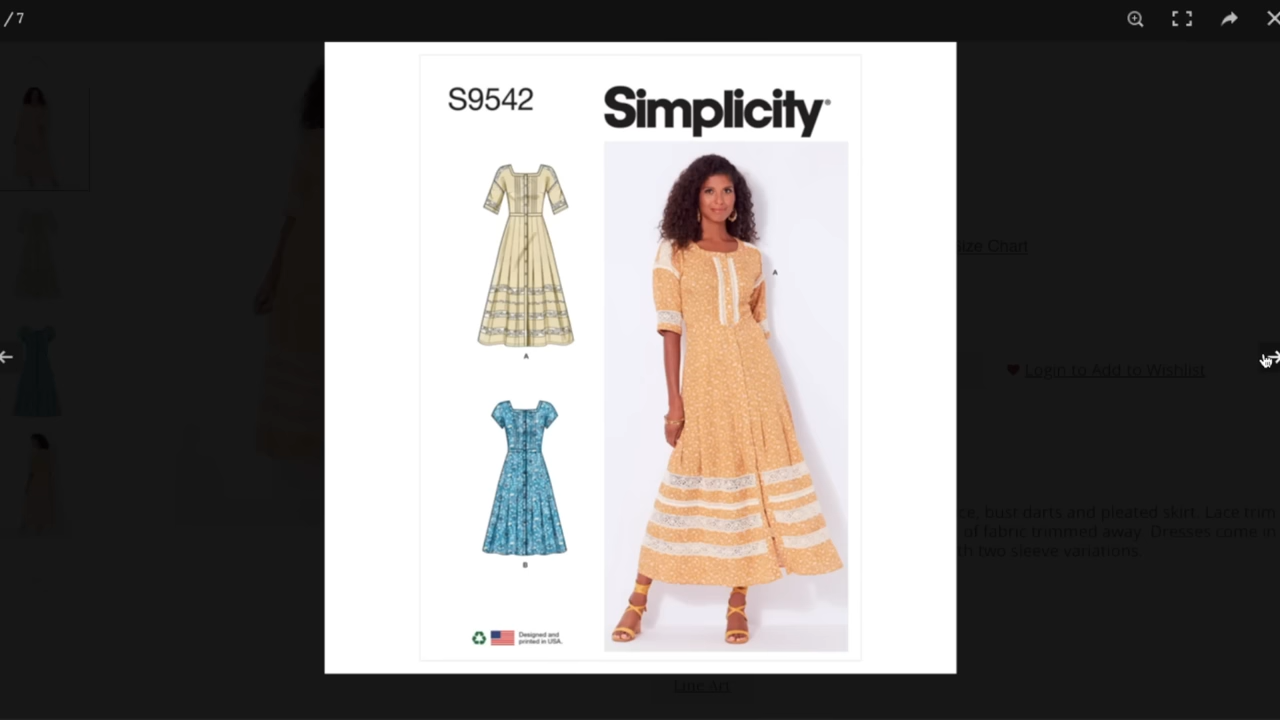 / 7
S9542
Simplicity®
A
A
B
Designed and
printed in USA.
ize Chart
Login to Add to Wishlist
ce, bust darts and pleated skirt. Lace trim
of fabric trimmed away. Dresses come in
th two sleeve variations.
Line Art